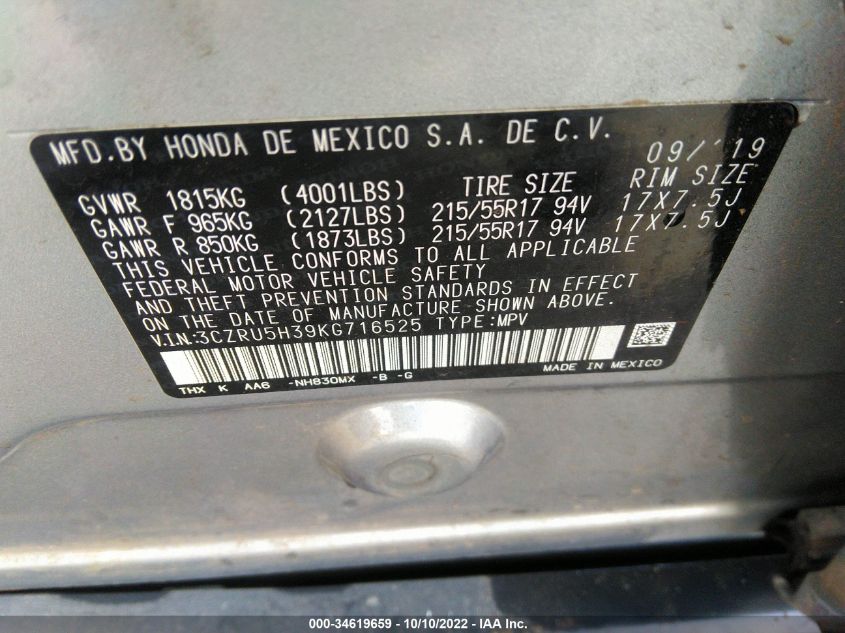 MFD.BY HONDA DE MEXICO S.A. DE C.V. 09/'19
GVWR 1815KG (4001LBS) TIRE SIZE RIM SIZE
GAWR F 965KG (2127LBS) 215/55R17 94V 17X7.5J
GAWR R 850KG (1873LBS) 215/55R17 94V 17X7.5J
THIS VEHICLE CONFORMS TO ALL APPLICABLE
FEDERAL MOTOR VEHICLE SAFETY
AND THEFT PREVENTION STANDARDS IN EFFECT
ON THE DATE OF MANUFACTURE SHOWN ABOVE.
V.I.N:3CZRU5H39KG716525 TYPE:MPV
THX K AA6 -NH830MX -B -G MADE IN MEXICO
000-34619659 - 10/10/2022 - IAA Inc.